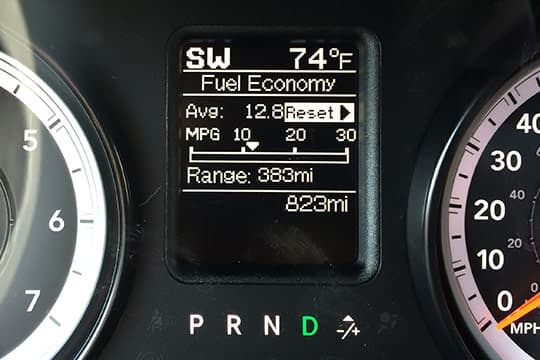 SW 74°F
Fuel Economy
Avg: 12.8 Reset
MPG 10 20 30
Range: 383mi
823mi
P R N D -/+
5
6
7
40
30
20
10
0
0
MPH